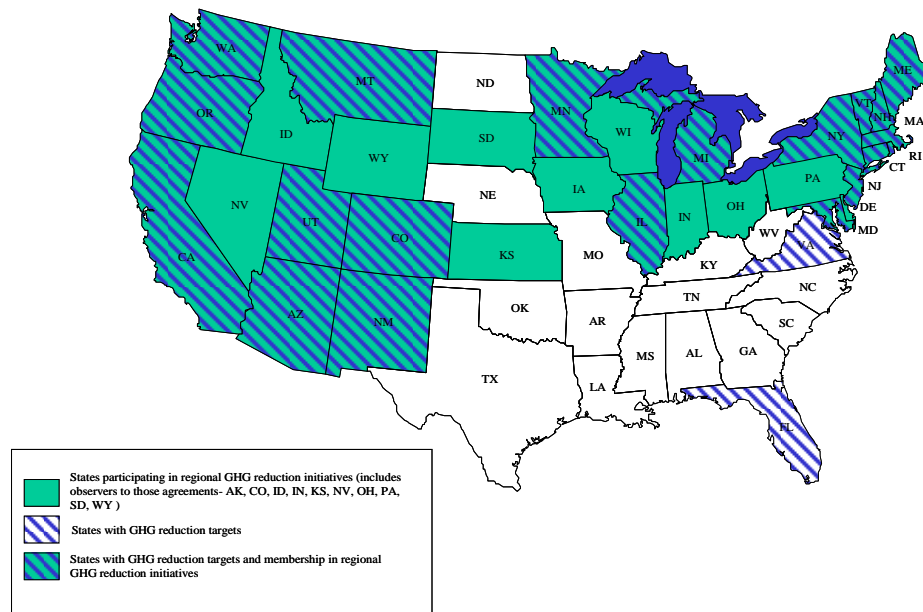 WA
MT
ND
ME
MN
VT
NH
OR
MA
ID
SD
WI
NY
WY
MI
RI
CT
PA
NE
IA
NJ
NV
OH
IN
DE
UT
IL
CO
WV
MD
VA
KS
MO
CA
KY
NC
TN
AZ
OK
NM
AR
SC
MS
AL
GA
TX
LA
FL
States participating in regional GHG reduction initiatives (includes
observers to those agreements- AK, CO, ID, IN, KS, NV, OH, PA,
SD, WY )
States with GHG reduction targets
States with GHG reduction targets and membership in regional
GHG reduction initiatives